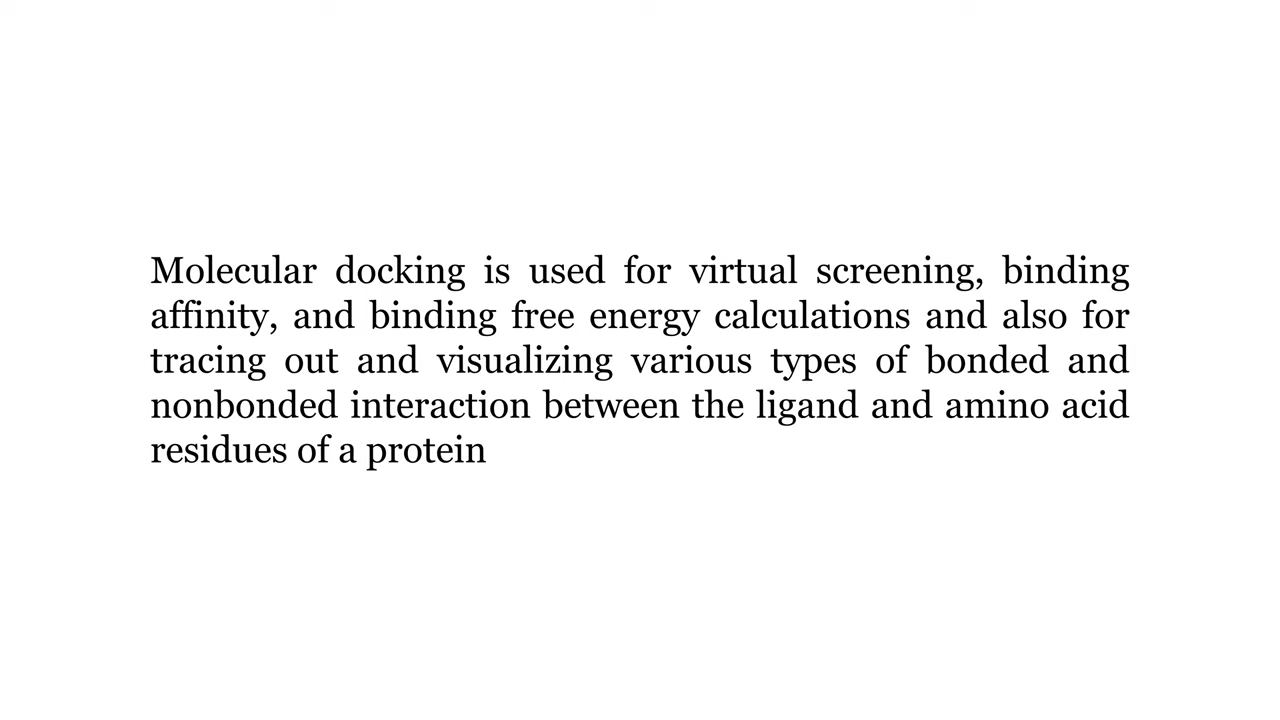 Molecular docking is used for virtual screening, binding
affinity, and binding free energy calculations and also for
tracing out and visualizing various types of bonded and
nonbonded interaction between the ligand and amino acid
residues of a protein